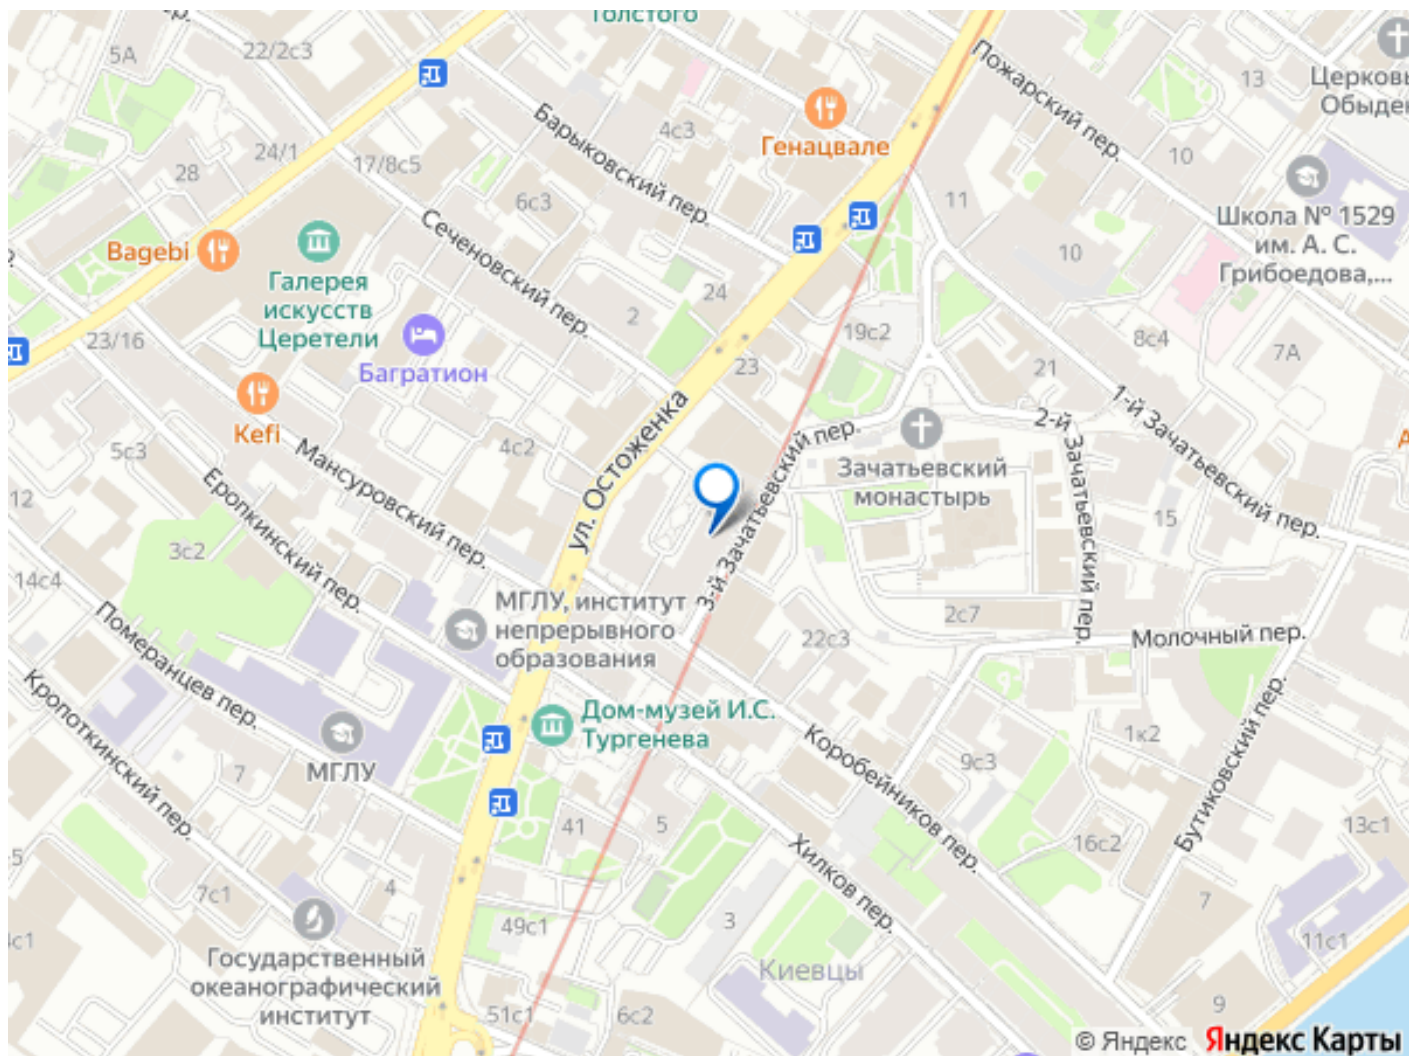 Толстого
22/2с3
5А
Пожарский пер.
13
Церковь
Обыден
Барыковский пер.
4с3
Генацвале
10
24/1
17/8с5
28
6с3
11
Школа № 1529
им. А. С.
Грибоедова,...
Bagebi
Сеченовский пер.
10
Галерея
искусств
Церетели
24
2
19с2
8с4
7А
23/16
Багратион
23
21
1-й Зачатьевский пер.
Kefi
ул. Остоженка
2-й Зачатьевский пер.
5с3
4с2
3-й Зачатьевский пер.
Зачатьевский
монастырь
Мансуровский пер.
Еропкинский пер.
12
15
3с2
14с4
МГЛУ, институт
непрерывного
образования
2с7
22с3
Молочный пер.
Померанцев пер.
Кропоткинский пер.
Дом-музей И.С.
Тургенева
1к2
Бутиковский пер.
Коробейников пер.
9с3
МГЛУ
7
41
5
13с1
16с2
Хилков пер.
7с1
4
7
3
49с1
11с1
Государственный
океанографический
институт
Киевцы
9
51с1
6с2
© Яндекс Яндекс Карты